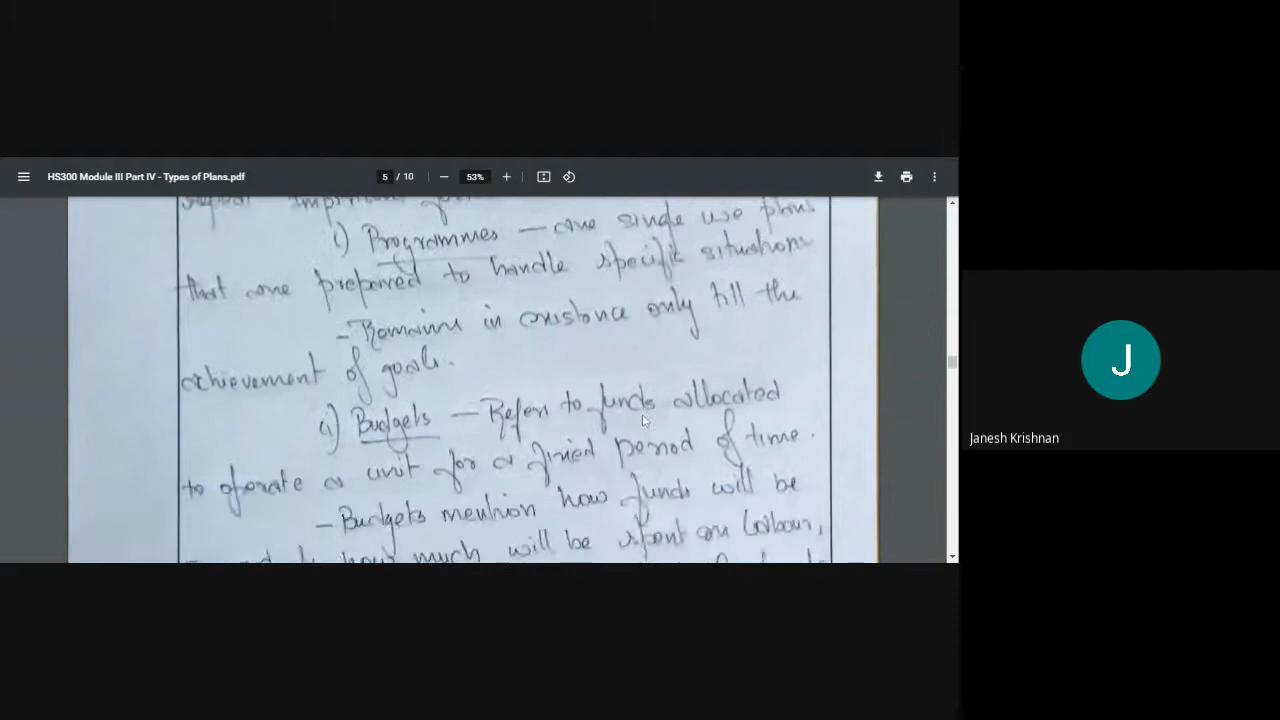 HS300 Module III Part IV - Types of Plans.pdf
5 / 10
53%
i) Programmes — are single use plans
that are prepared to handle specific situations
- Remains in existence only till the
achievement of goals.
ii) Budgets — Refers to funds allocated
to operate a unit for a fixed period of time.
- Budgets mention how funds will be
how much will be spent on labour,
J
Janesh Krishnan